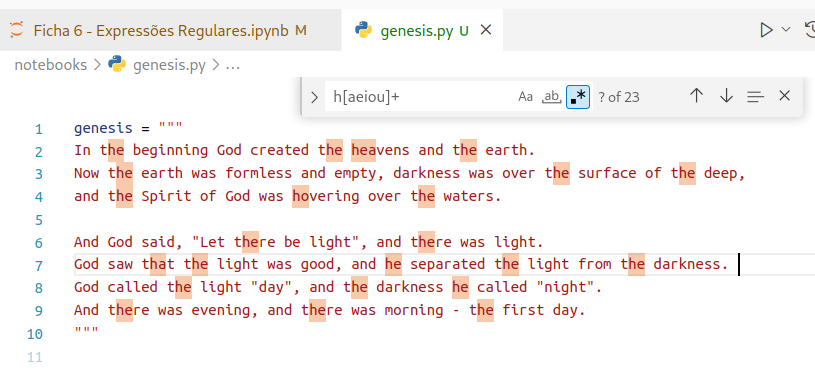 Ficha 6 - Expressões Regulares.ipynb M
genesis.py U
notebooks > genesis.py > ...
h[aeiou]+ Aa ab .* ? of 23
1 genesis = """
2 In the beginning God created the heavens and the earth.
3 Now the earth was formless and empty, darkness was over the surface of the deep,
4 and the Spirit of God was hovering over the waters.
5
6 And God said, "Let there be light", and there was light.
7 God saw that the light was good, and he separated the light from the darkness.
8 God called the light "day", and the darkness he called "night".
9 And there was evening, and there was morning - the first day.
10 """
11